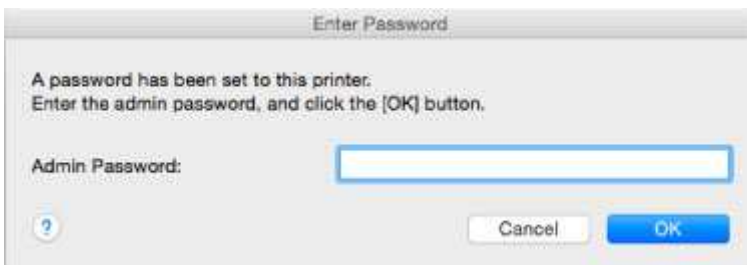 Enter Password
A password has been set to this printer.
Enter the admin password, and click the [OK] button.
Admin Password:
?
Cancel
OK